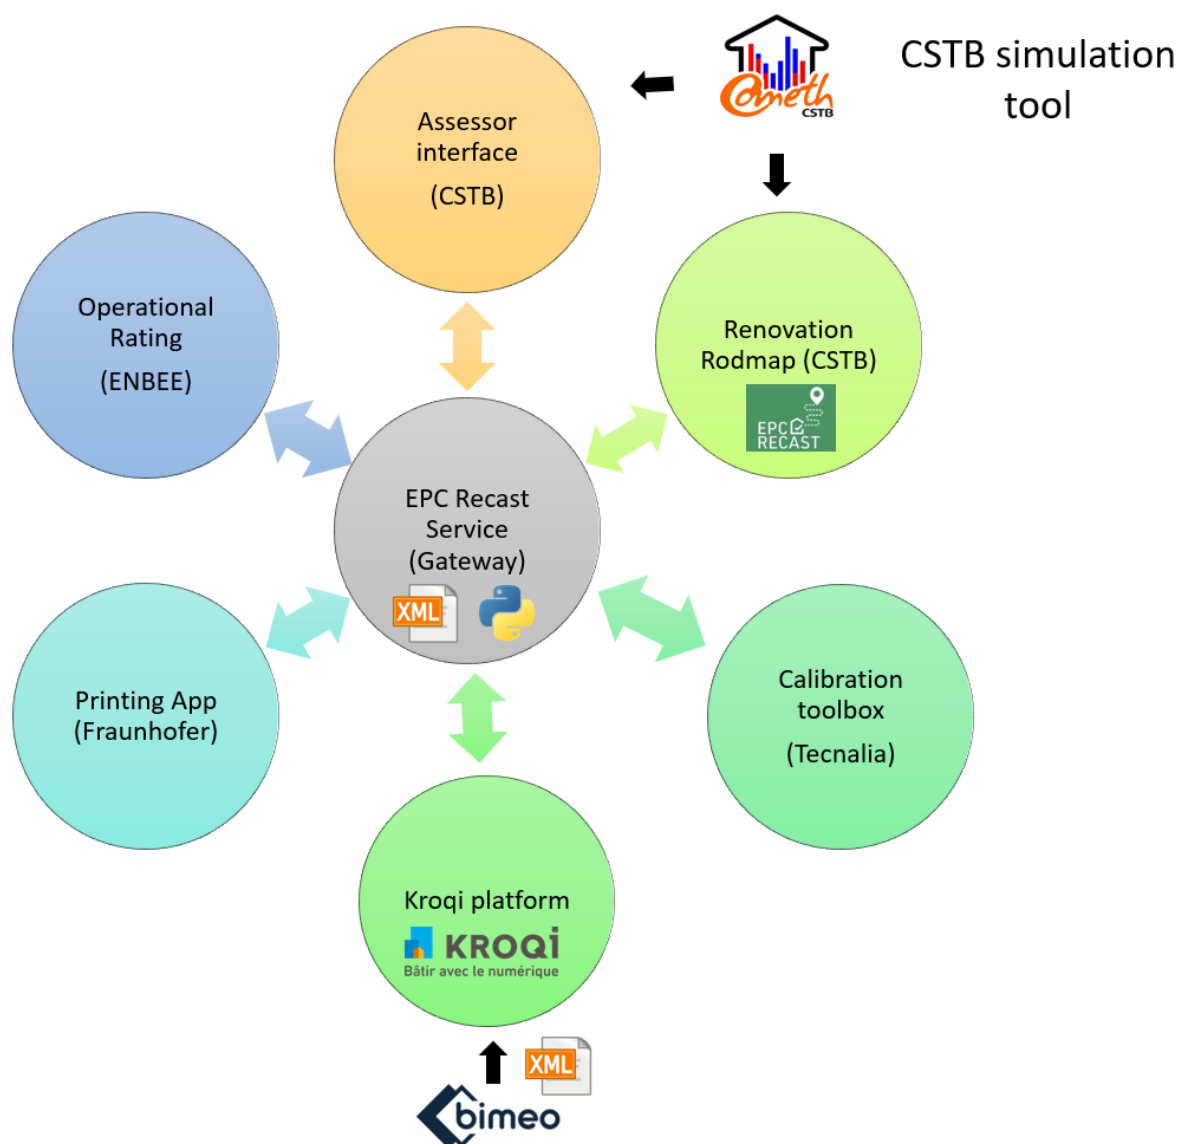 CSTB simulation
tool
Cometh
CSTB
Assessor
interface
(CSTB)
Operational
Rating
(ENBEE)
Renovation
Rodmap (CSTB)
EPC
RECAST
EPC Recast
Service
(Gateway)
XML
Printing App
(Fraunhofer)
Calibration
toolbox
(Tecnalia)
Kroqi platform
KROQi
Bâtir avec le numérique
XML
bimeo